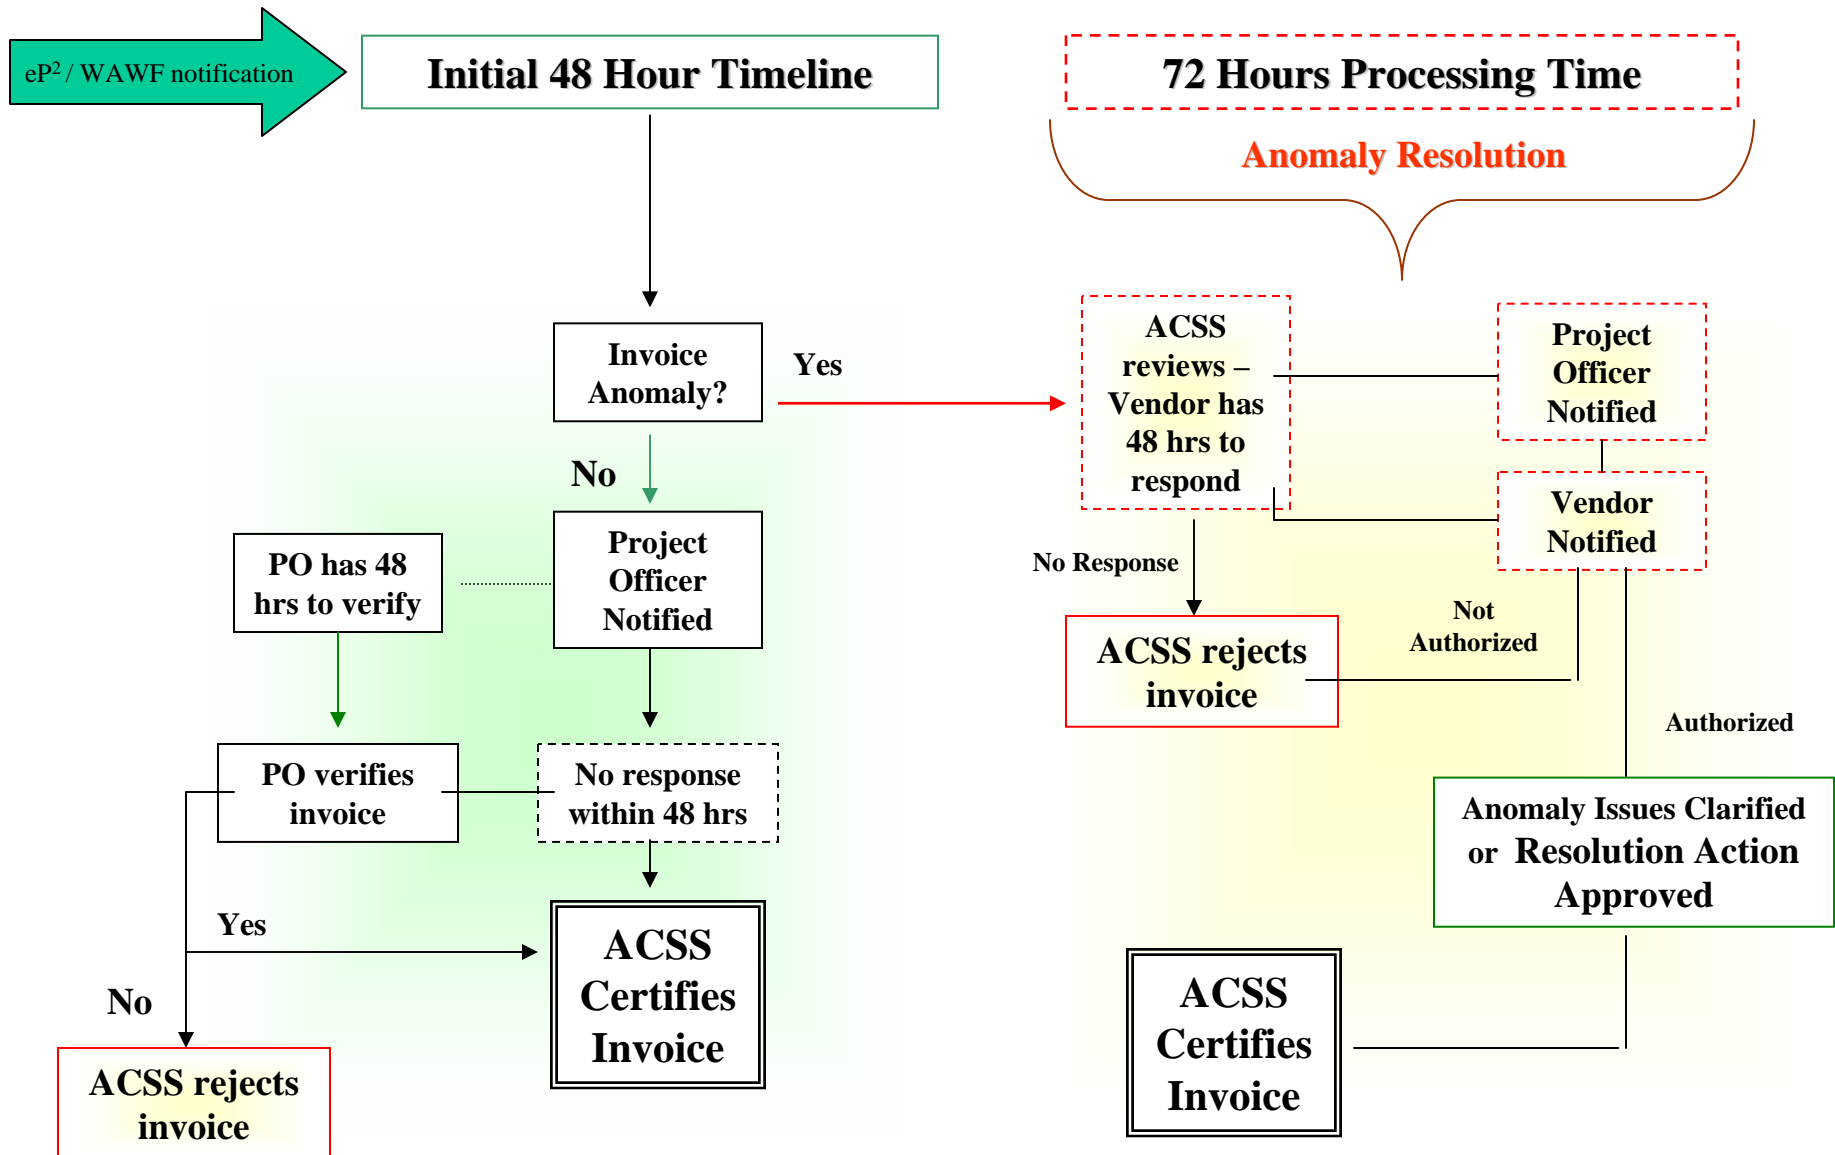 eP² / WAWF notification
Initial 48 Hour Timeline
72 Hours Processing Time
Anomaly Resolution
Invoice
Anomaly?
Yes
No
ACSS
reviews –
Vendor has
48 hrs to
respond
Project
Officer
Notified
Vendor
Notified
PO has 48
hrs to verify
Project
Officer
Notified
No Response
Not
Authorized
ACSS rejects
invoice
Authorized
PO verifies
invoice
No response
within 48 hrs
Anomaly Issues Clarified
or Resolution Action
Approved
Yes
No
ACSS
Certifies
Invoice
ACSS
Certifies
Invoice
ACSS rejects
invoice